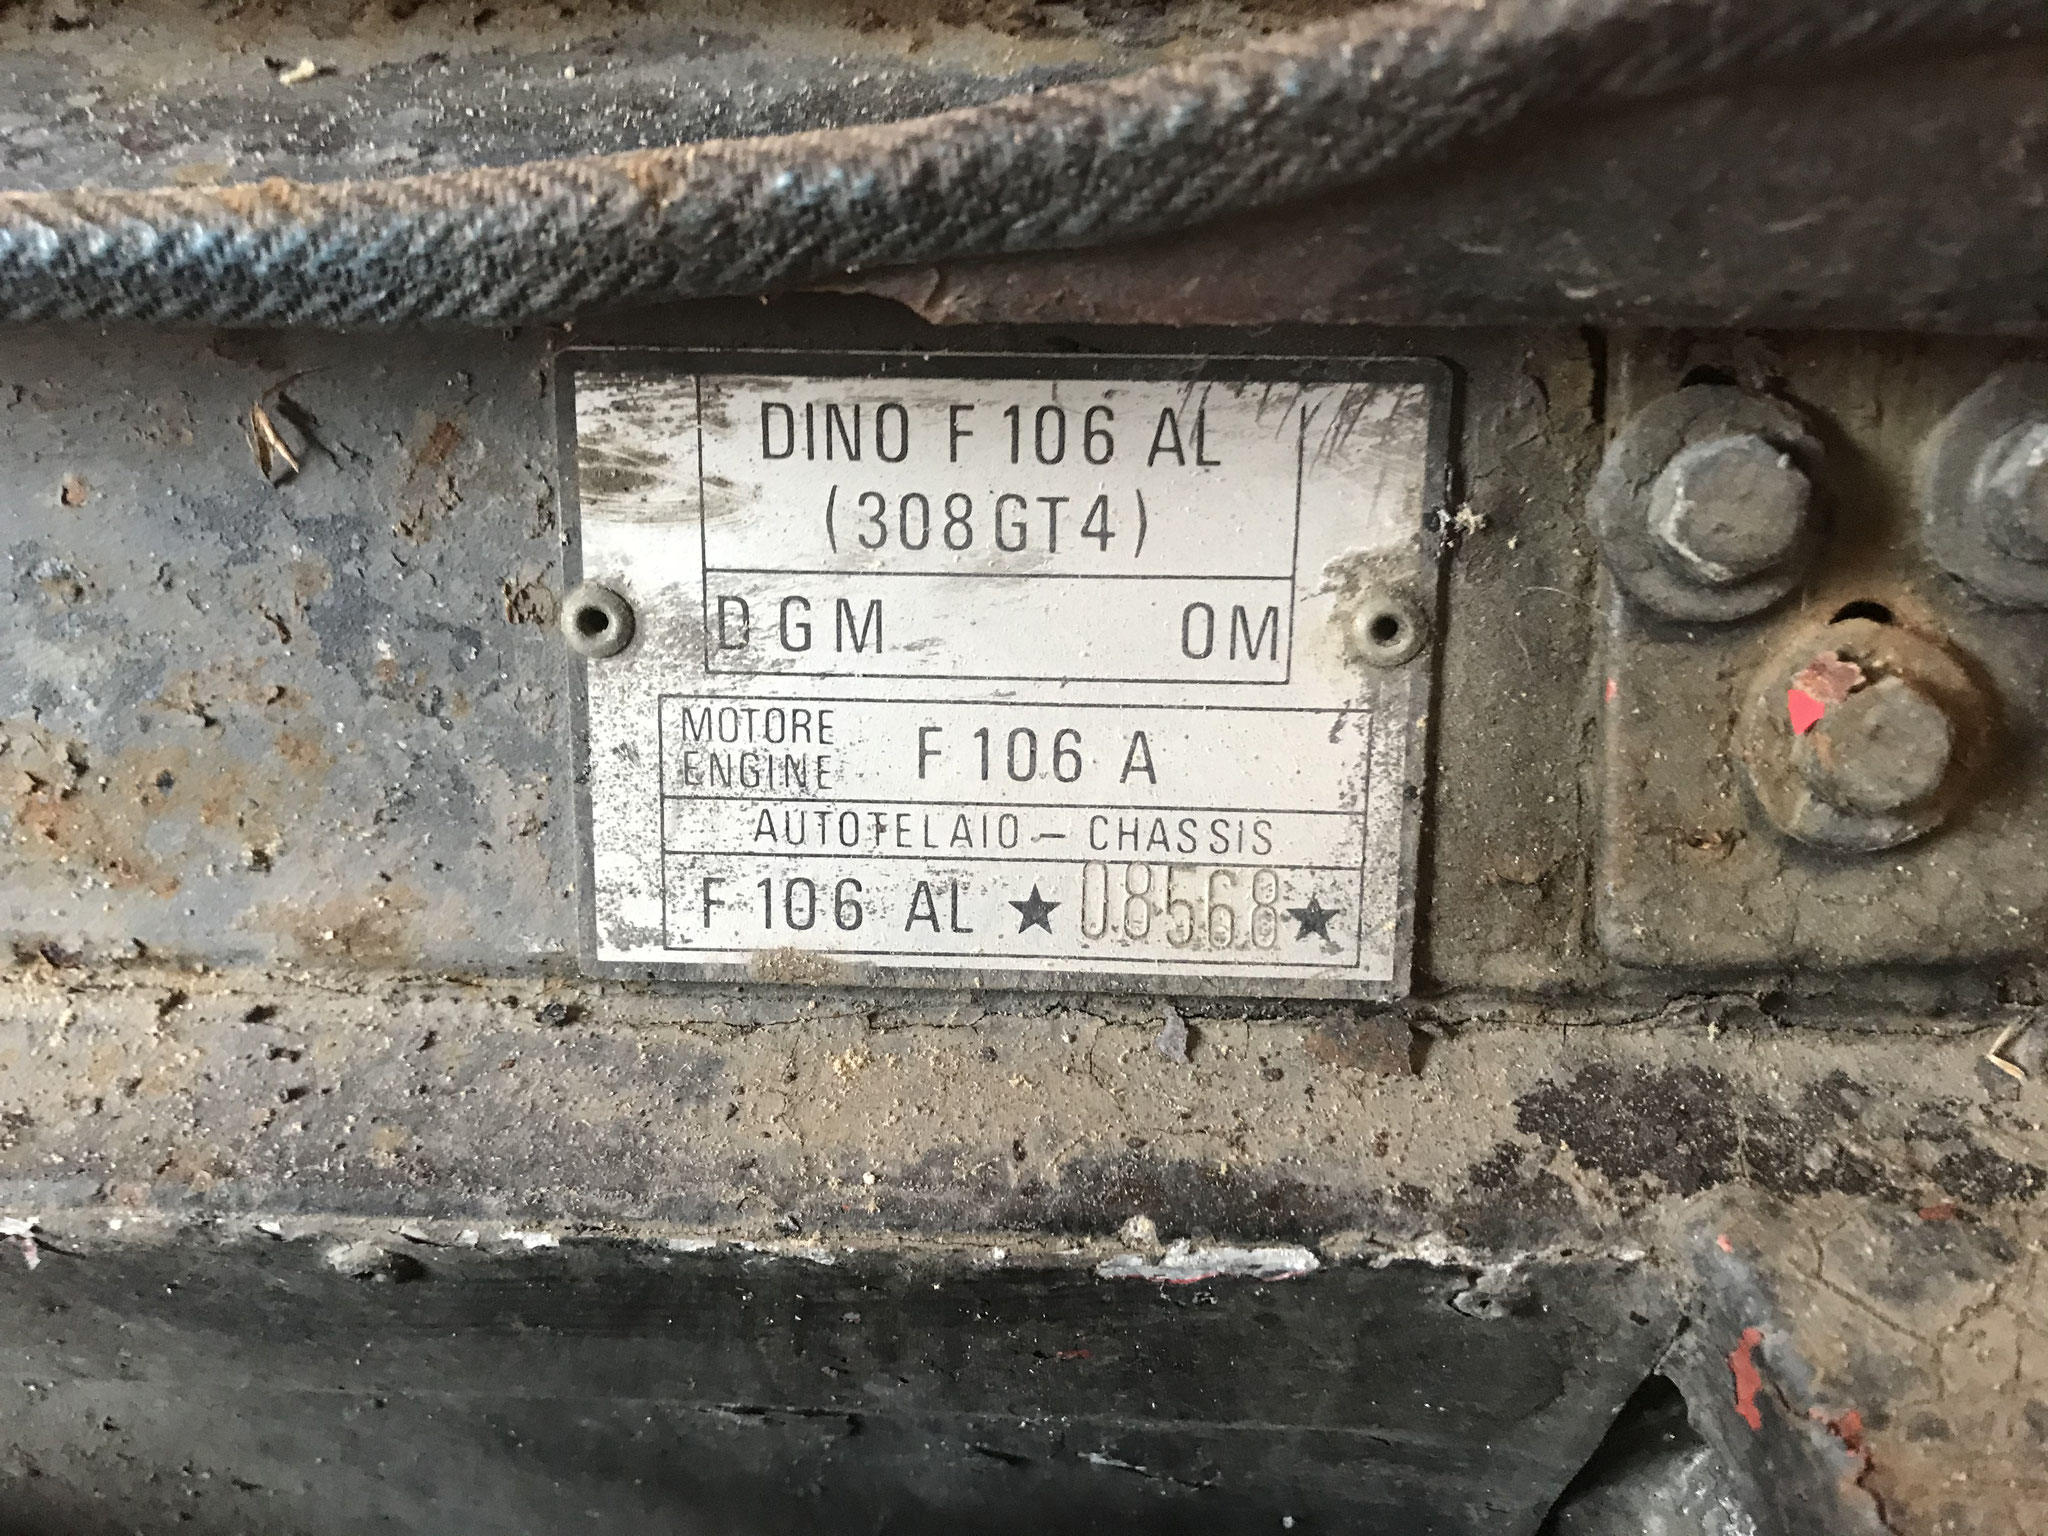 DINO F 106 AL
(308 GT4)
DGM OM
MOTORE
ENGINE F 106 A
AUTOTELAIO – CHASSIS
F 106 AL ★ 08568 ★